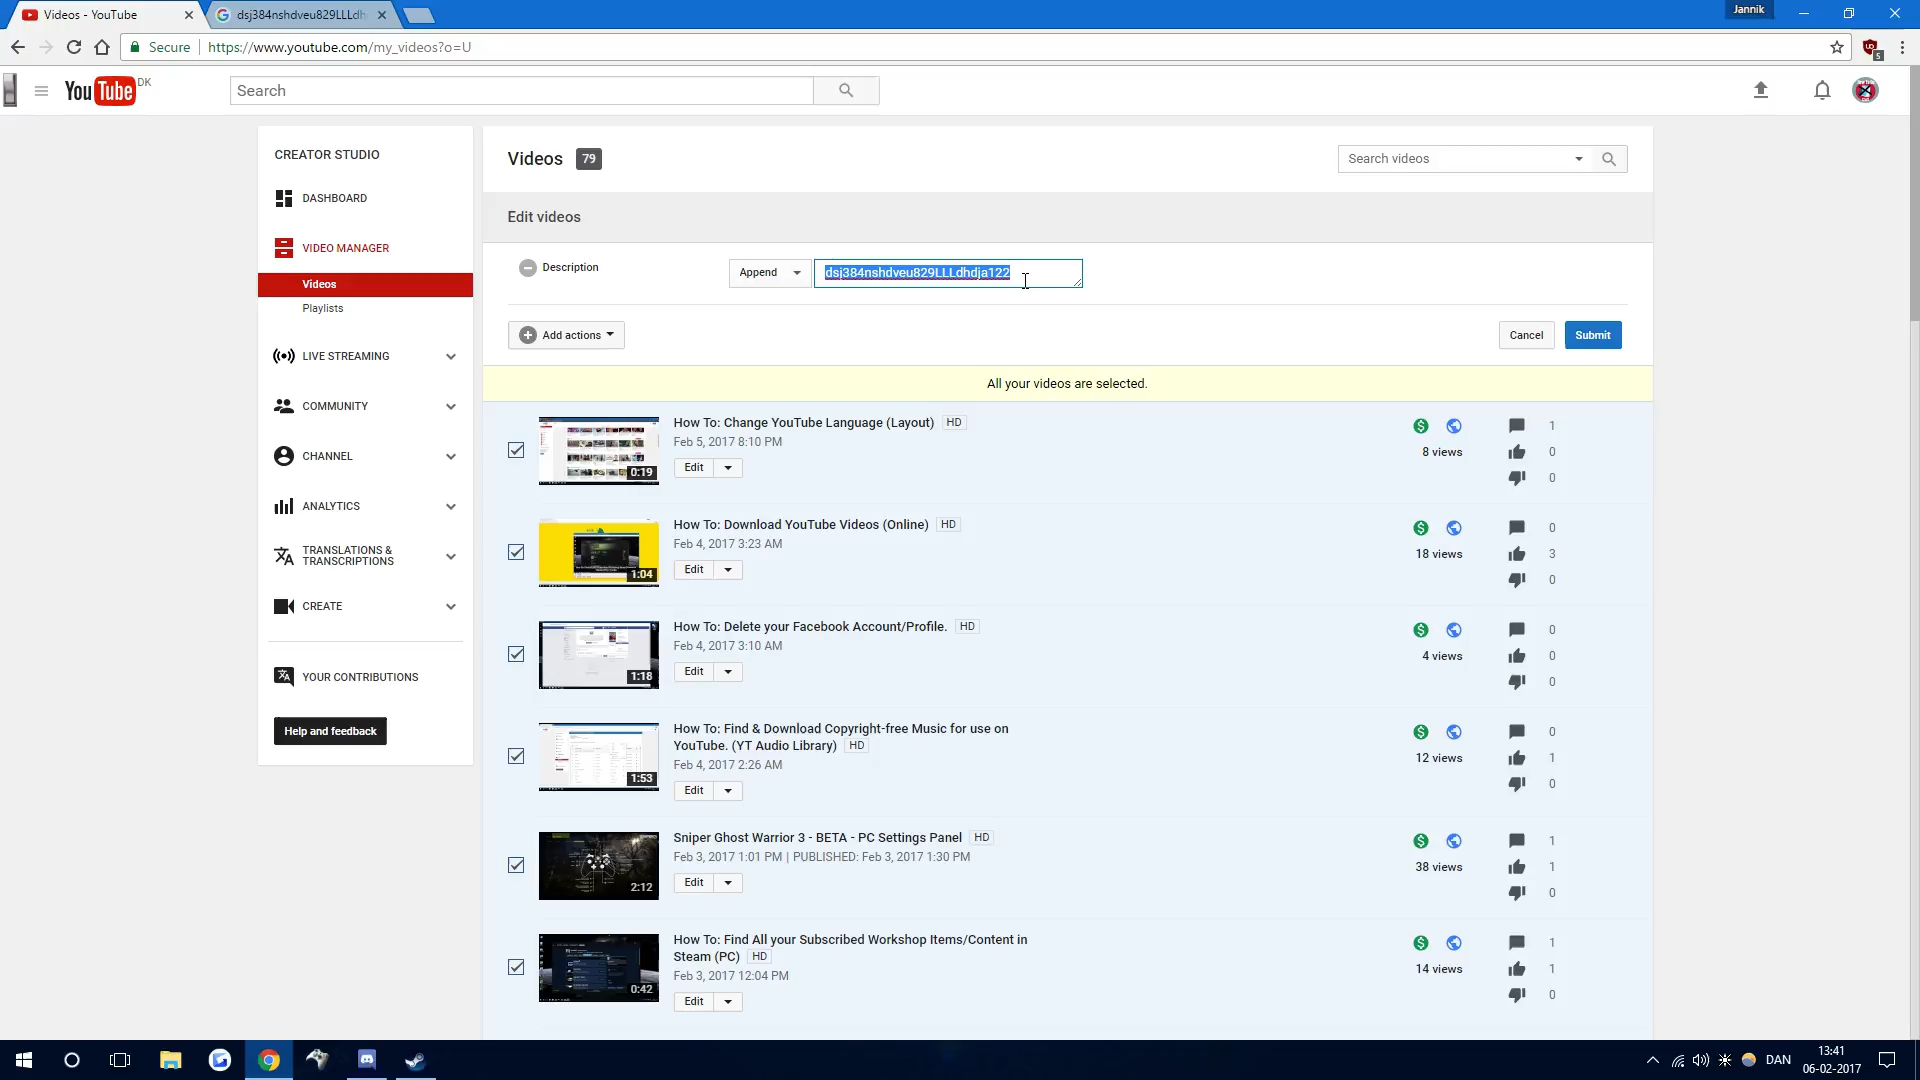 Videos - YouTube
dsj384nshdveu829LLLdh
Jannik
Secure
https://www.youtube.com/my_videos?o=U
5
YouTube DK
Search
CREATOR STUDIO
DASHBOARD
VIDEO MANAGER
Videos
Playlists
LIVE STREAMING
COMMUNITY
CHANNEL
ANALYTICS
TRANSLATIONS &
TRANSCRIPTIONS
CREATE
YOUR CONTRIBUTIONS
Help and feedback
Videos 79
Search videos
Edit videos
Description
Append
dsj384nshdveu829LLLdhdja122
Add actions
Cancel
Submit
All your videos are selected.
How To: Change YouTube Language (Layout) HD
Feb 5, 2017 8:10 PM
Edit
0:19
8 views
1
0
0
How To: Download YouTube Videos (Online) HD
Feb 4, 2017 3:23 AM
Edit
1:04
18 views
0
3
0
How To: Delete your Facebook Account/Profile. HD
Feb 4, 2017 3:10 AM
Edit
1:18
4 views
0
0
0
How To: Find & Download Copyright-free Music for use on
YouTube. (YT Audio Library) HD
Feb 4, 2017 2:26 AM
Edit
1:53
12 views
0
1
0
Sniper Ghost Warrior 3 - BETA - PC Settings Panel HD
Feb 3, 2017 1:01 PM | PUBLISHED: Feb 3, 2017 1:30 PM
Edit
2:12
38 views
1
1
0
How To: Find All your Subscribed Workshop Items/Content in
Steam (PC) HD
Feb 3, 2017 12:04 PM
Edit
0:42
14 views
1
1
0
DAN
13:41
06-02-2017